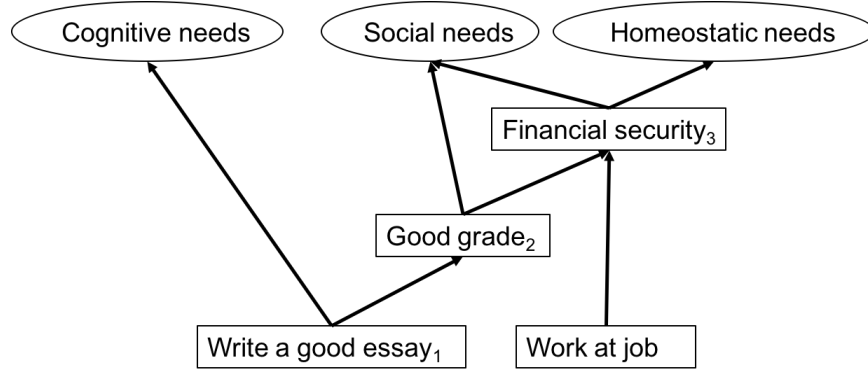 Cognitive needs
Social needs
Homeostatic needs
Financial security₃
Good grade₂
Write a good essay₁
Work at job